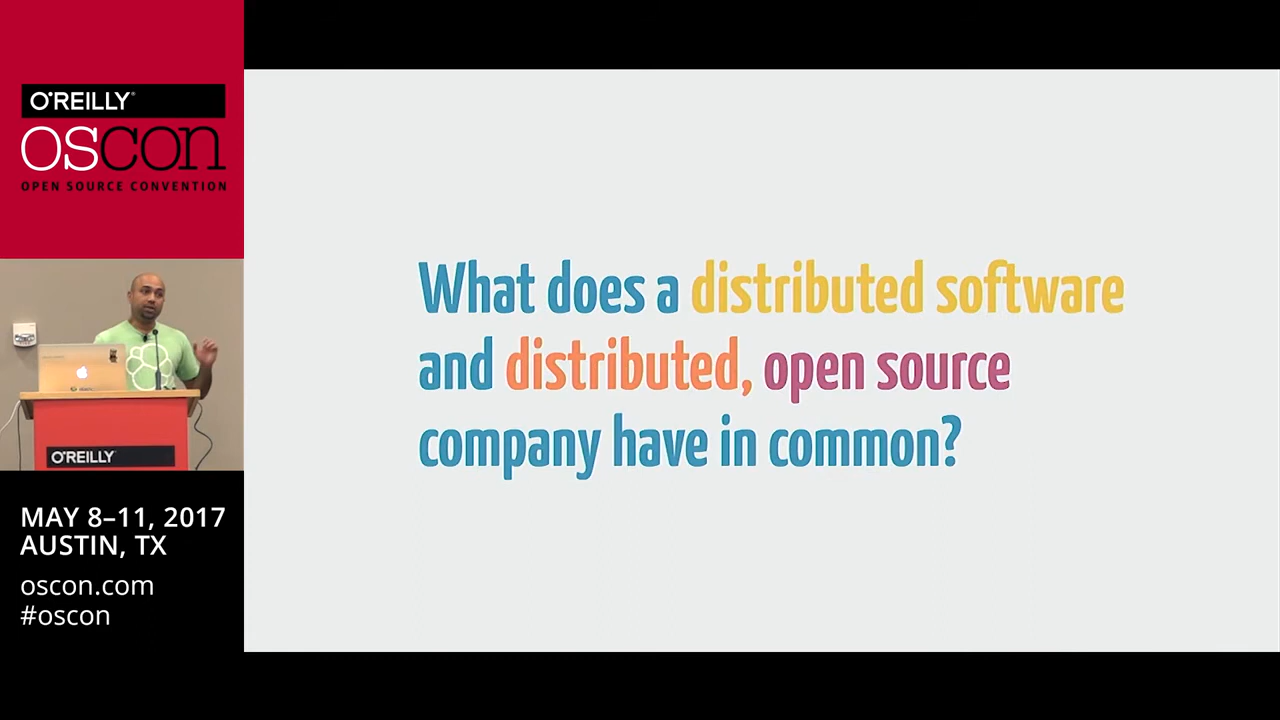 O'REILLY®
OSCON
OPEN SOURCE CONVENTION
What does a distributed software
and distributed, open source
company have in common?
O'REILLY
MAY 8–11, 2017
AUSTIN, TX
oscon.com
#oscon